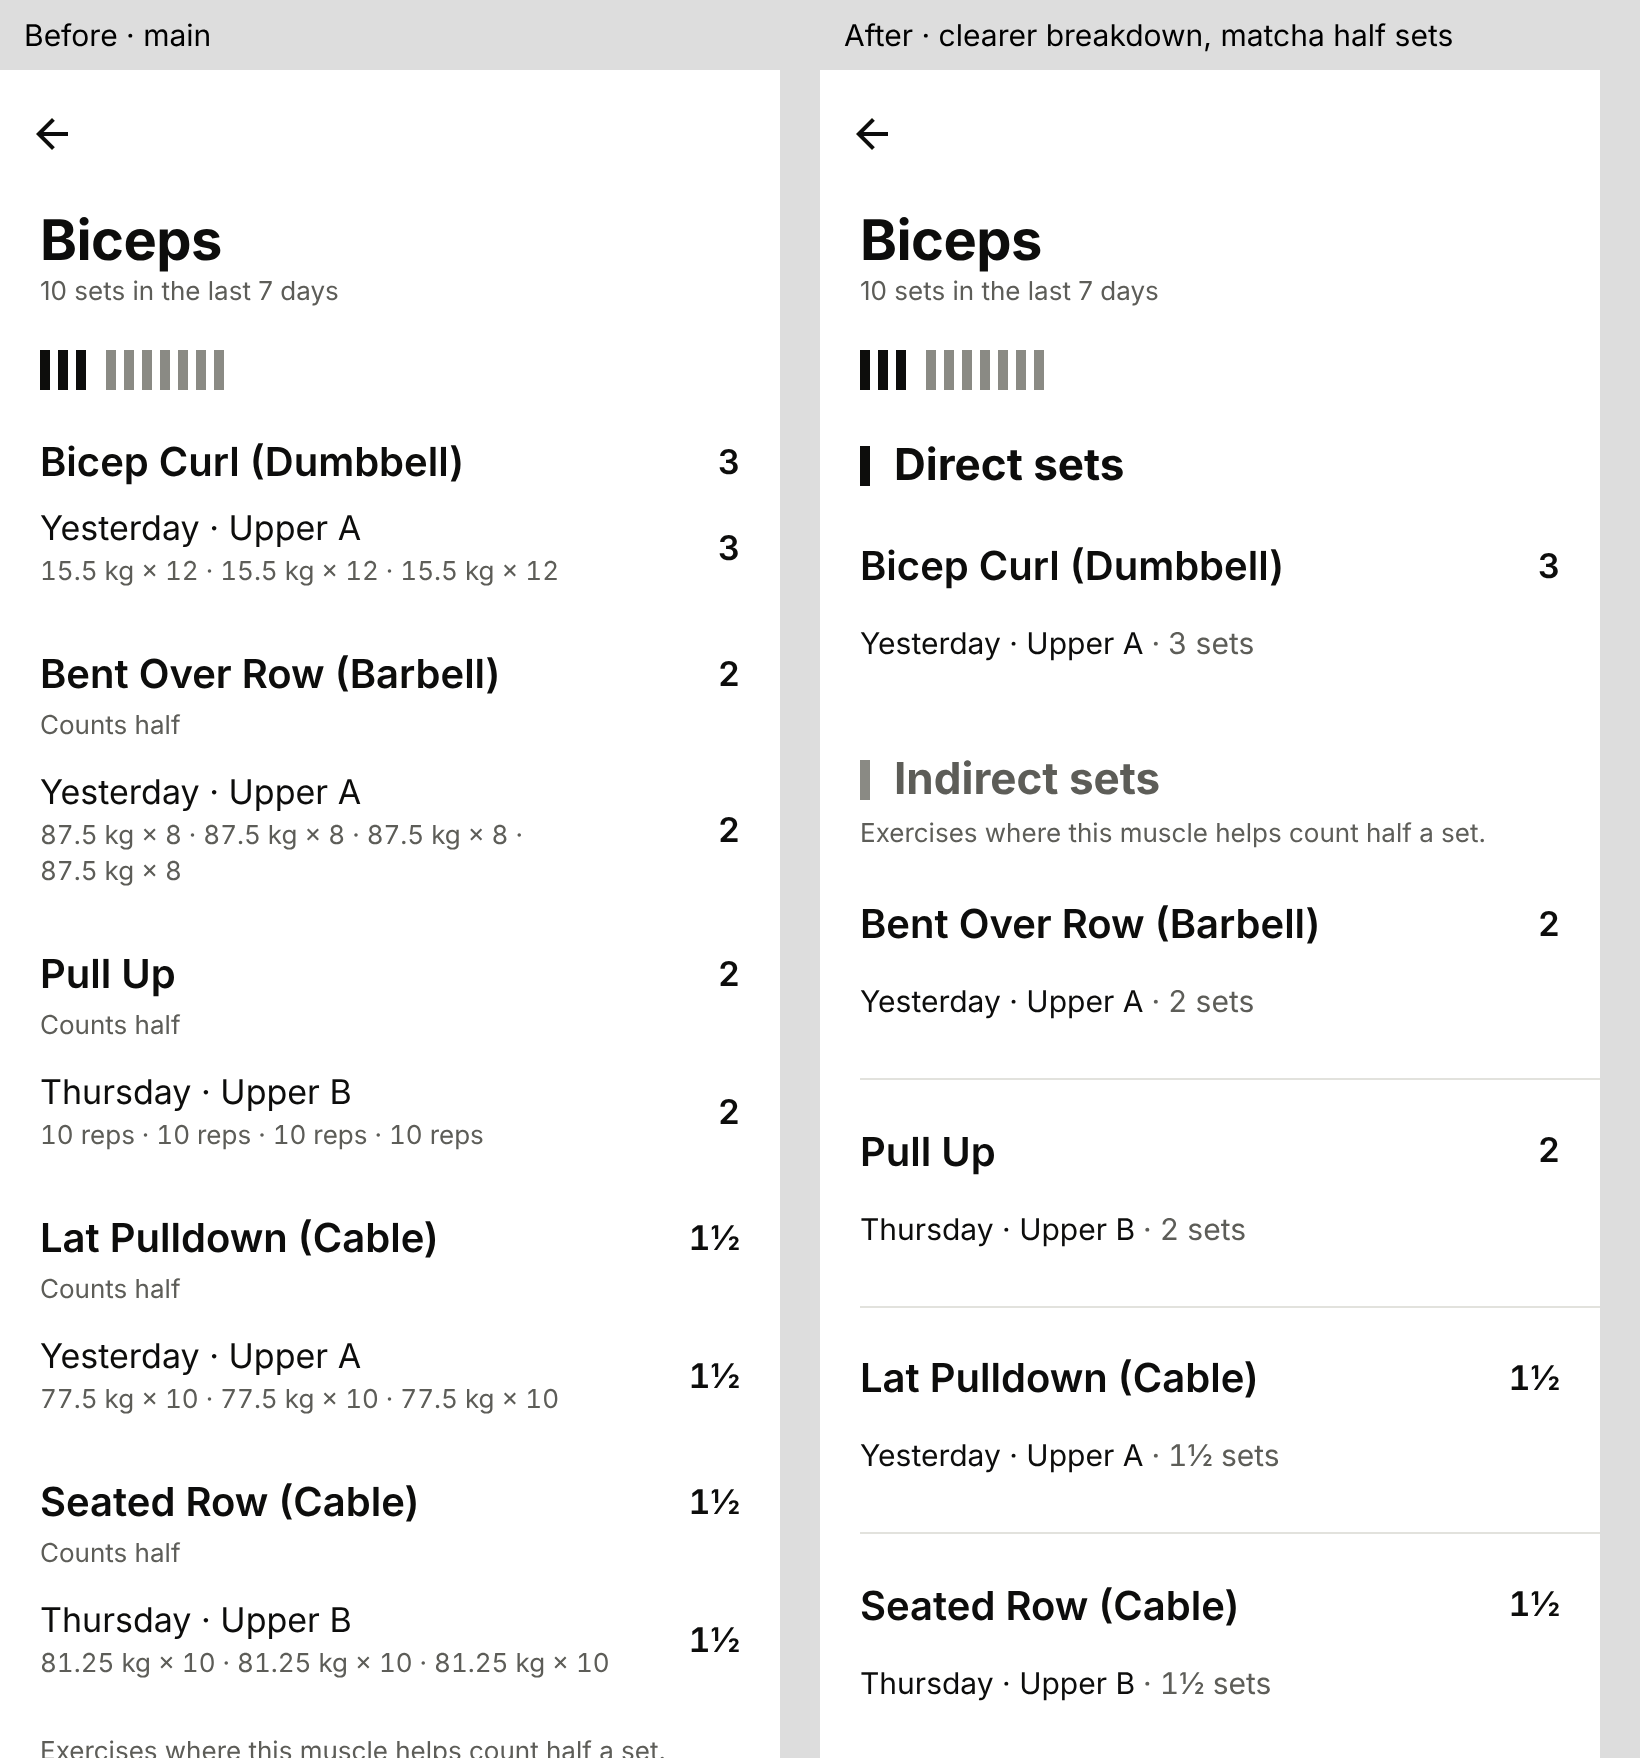 Before · main
Biceps
10 sets in the last 7 days
Bicep Curl (Dumbbell) 3
Yesterday · Upper A 3
15.5 kg × 12 · 15.5 kg × 12 · 15.5 kg × 12
Bent Over Row (Barbell) 2
Counts half
Yesterday · Upper A
87.5 kg × 8 · 87.5 kg × 8 · 87.5 kg × 8 · 2
87.5 kg × 8
Pull Up 2
Counts half
Thursday · Upper B 2
10 reps · 10 reps · 10 reps · 10 reps
Lat Pulldown (Cable) 1½
Counts half
Yesterday · Upper A 1½
77.5 kg × 10 · 77.5 kg × 10 · 77.5 kg × 10
Seated Row (Cable) 1½
Counts half
Thursday · Upper B 1½
81.25 kg × 10 · 81.25 kg × 10 · 81.25 kg × 10
Exercises where this muscle helps count half a set.
After · clearer breakdown, matcha half sets
Biceps
10 sets in the last 7 days
Direct sets
Bicep Curl (Dumbbell) 3
Yesterday · Upper A · 3 sets
Indirect sets
Exercises where this muscle helps count half a set.
Bent Over Row (Barbell) 2
Yesterday · Upper A · 2 sets
Pull Up 2
Thursday · Upper B · 2 sets
Lat Pulldown (Cable) 1½
Yesterday · Upper A · 1½ sets
Seated Row (Cable) 1½
Thursday · Upper B · 1½ sets